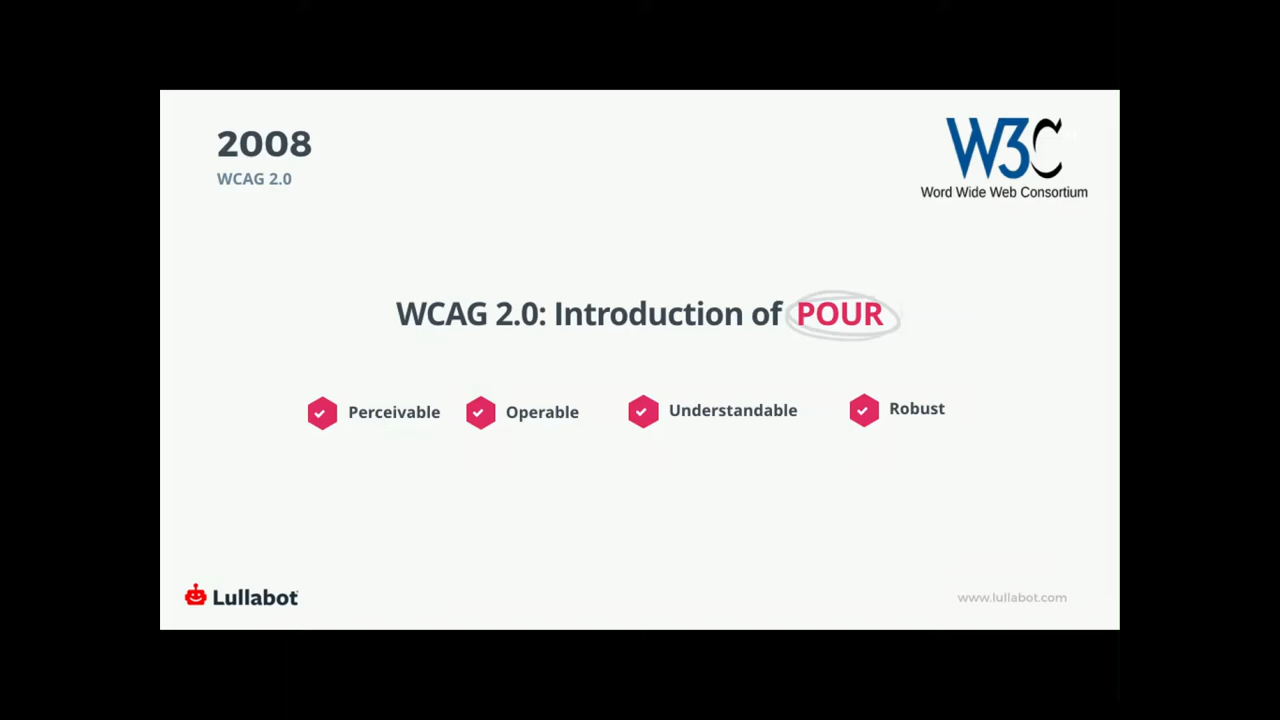 2008
WCAG 2.0
W3C
Word Wide Web Consortium
WCAG 2.0: Introduction of POUR
Perceivable Operable Understandable Robust
Lullabot
www.lullabot.com